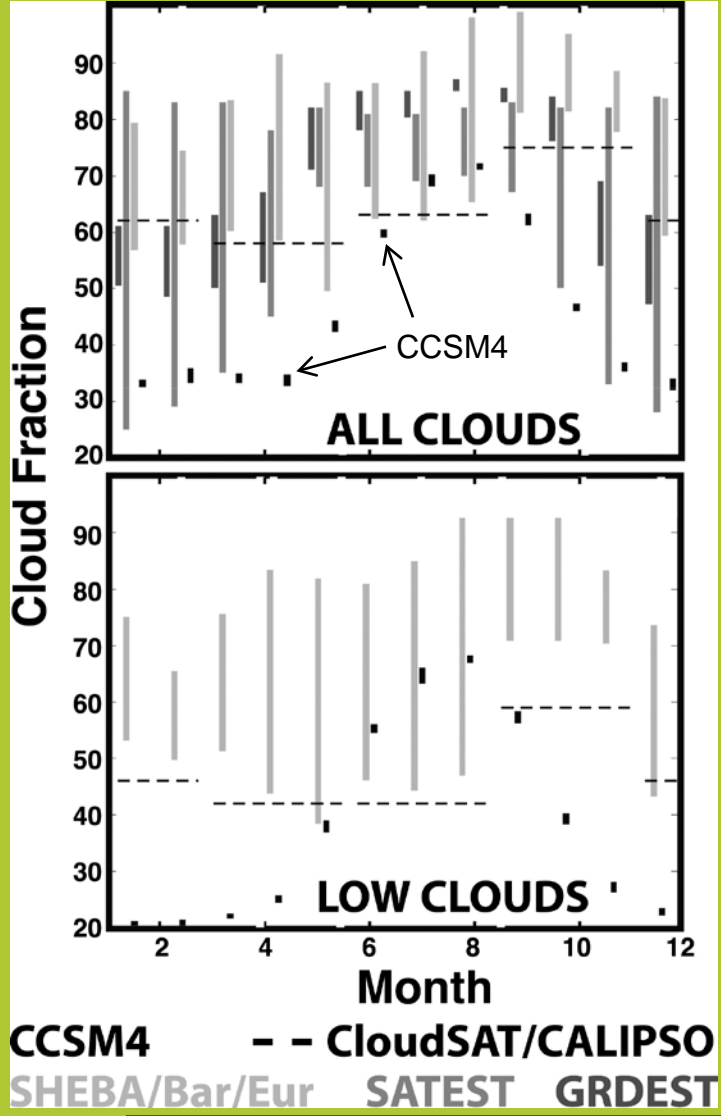 Cloud Fraction
90
80
70
60
50
40
30
20
CCSM4
ALL CLOUDS
90
80
70
60
50
40
30
20
LOW CLOUDS
2 4 6 8 10 12
Month
CCSM4 CloudSAT/CALIPSO
SHEBA/Bar/Eur SATEST GRDEST